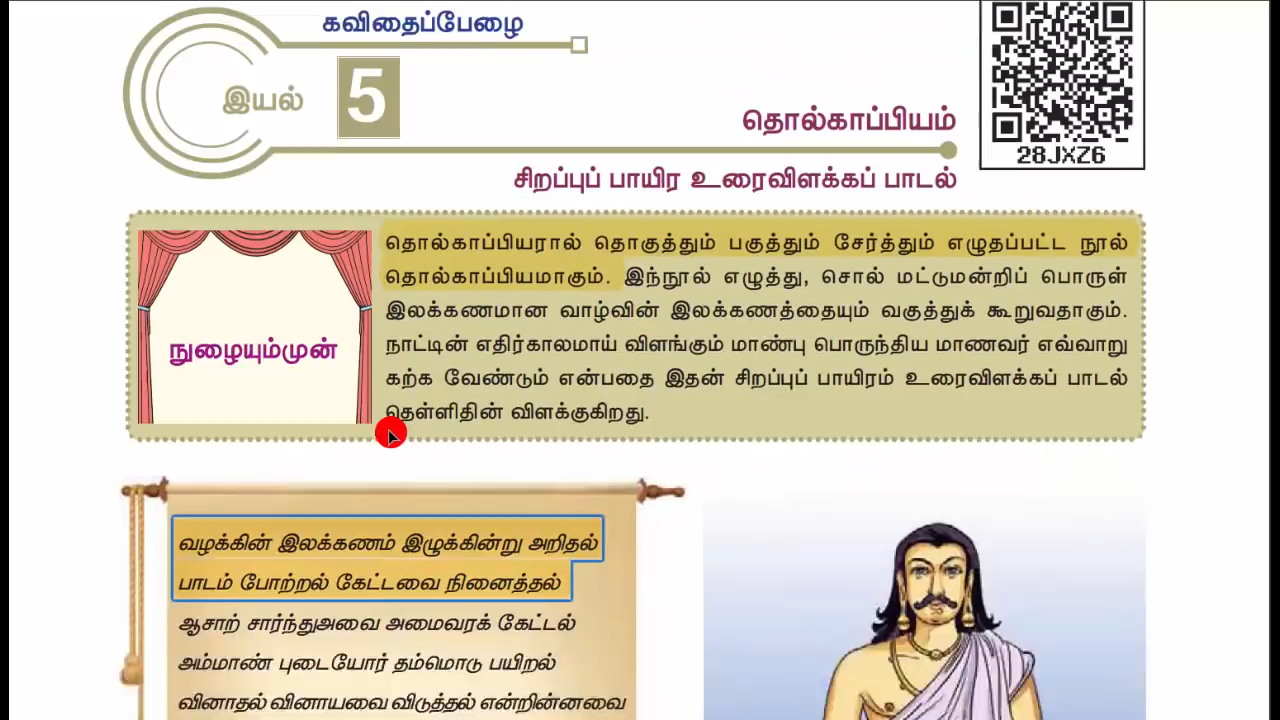 கவிதைப்பேழை
இயல் 5
தொல்காப்பியம்
28JXZ6
சிறப்புப் பாயிர உரைவிளக்கப் பாடல்
நுழையும்முன்
தொல்காப்பியரால் தொகுத்தும் பகுத்தும் சேர்த்தும் எழுதப்பட்ட நூல்
தொல்காப்பியமாகும். இந்நூல் எழுத்து, சொல் மட்டுமன்றிப் பொருள்
இலக்கணமான வாழ்வின் இலக்கணத்தையும் வகுத்துக் கூறுவதாகும்.
நாட்டின் எதிர்காலமாய் விளங்கும் மாண்பு பொருந்திய மாணவர் எவ்வாறு
கற்க வேண்டும் என்பதை இதன் சிறப்புப் பாயிரம் உரைவிளக்கப் பாடல்
தெள்ளிதின் விளக்குகிறது.
வழக்கின் இலக்கணம் இழுக்கின்று அறிதல்
பாடம் போற்றல் கேட்டவை நினைத்தல்
ஆசாற் சார்ந்துஅவை அமைவரக் கேட்டல்
அம்மாண் புடையோர் தம்மொடு பயிறல்
வினாதல் வினாயவை விடுத்தல் என்றின்னவை